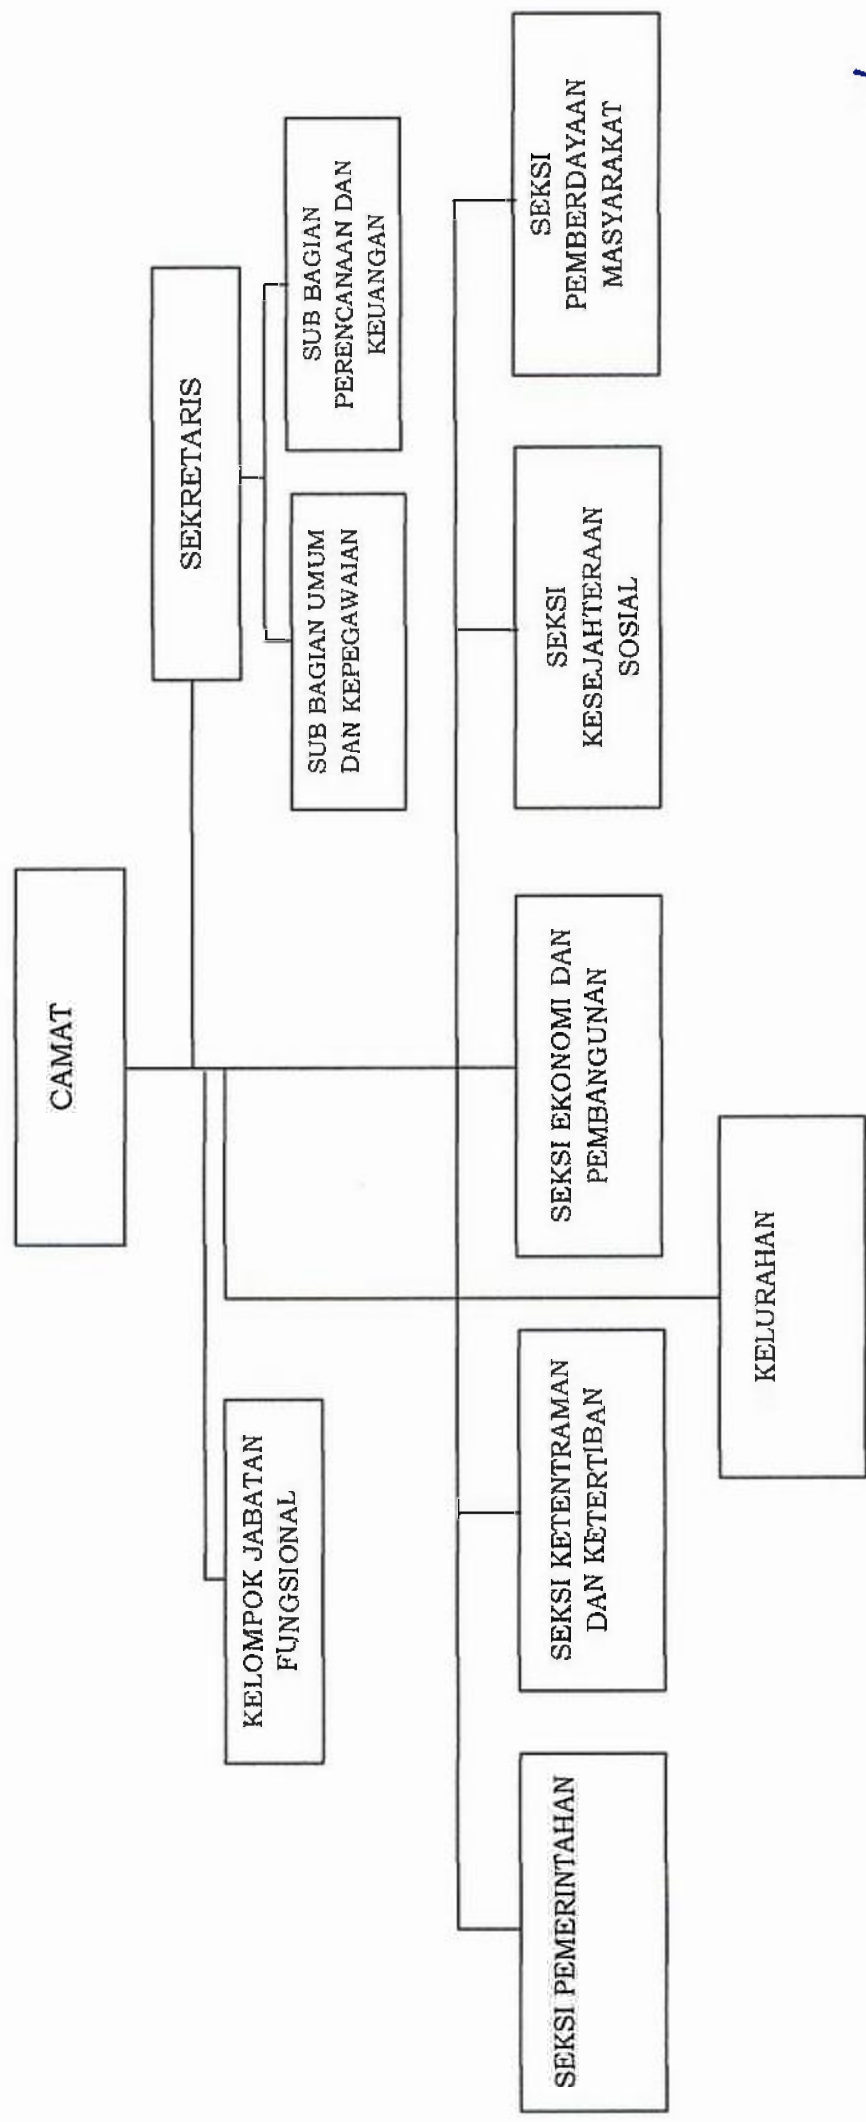 CAMAT
SEKRETARIS
KELOMPOK JABATAN
FUNGSIONAL
SUB BAGIAN UMUM
DAN KEPEGAWAIAN
SUB BAGIAN
PERENCANAAN DAN
KEUANGAN
SEKSI PEMERINTAHAN
SEKSI KETENTRAMAN
DAN KETERTIBAN
SEKSI EKONOMI DAN
PEMBANGUNAN
SEKSI
KESEJAHTERAAN
SOSIAL
SEKSI
PEMBERDAYAAN
MASYARAKAT
KELURAHAN